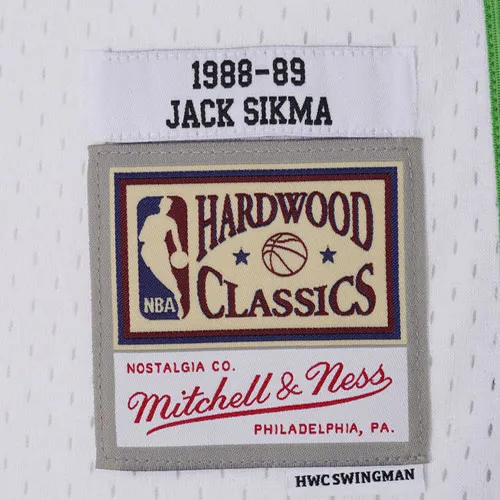 1988-89
JACK SIKMA
HARDWOOD
CLASSICS
NBA
NOSTALGIA CO.
Mitchell & Ness
PHILADELPHIA, PA.
HWC SWINGMAN